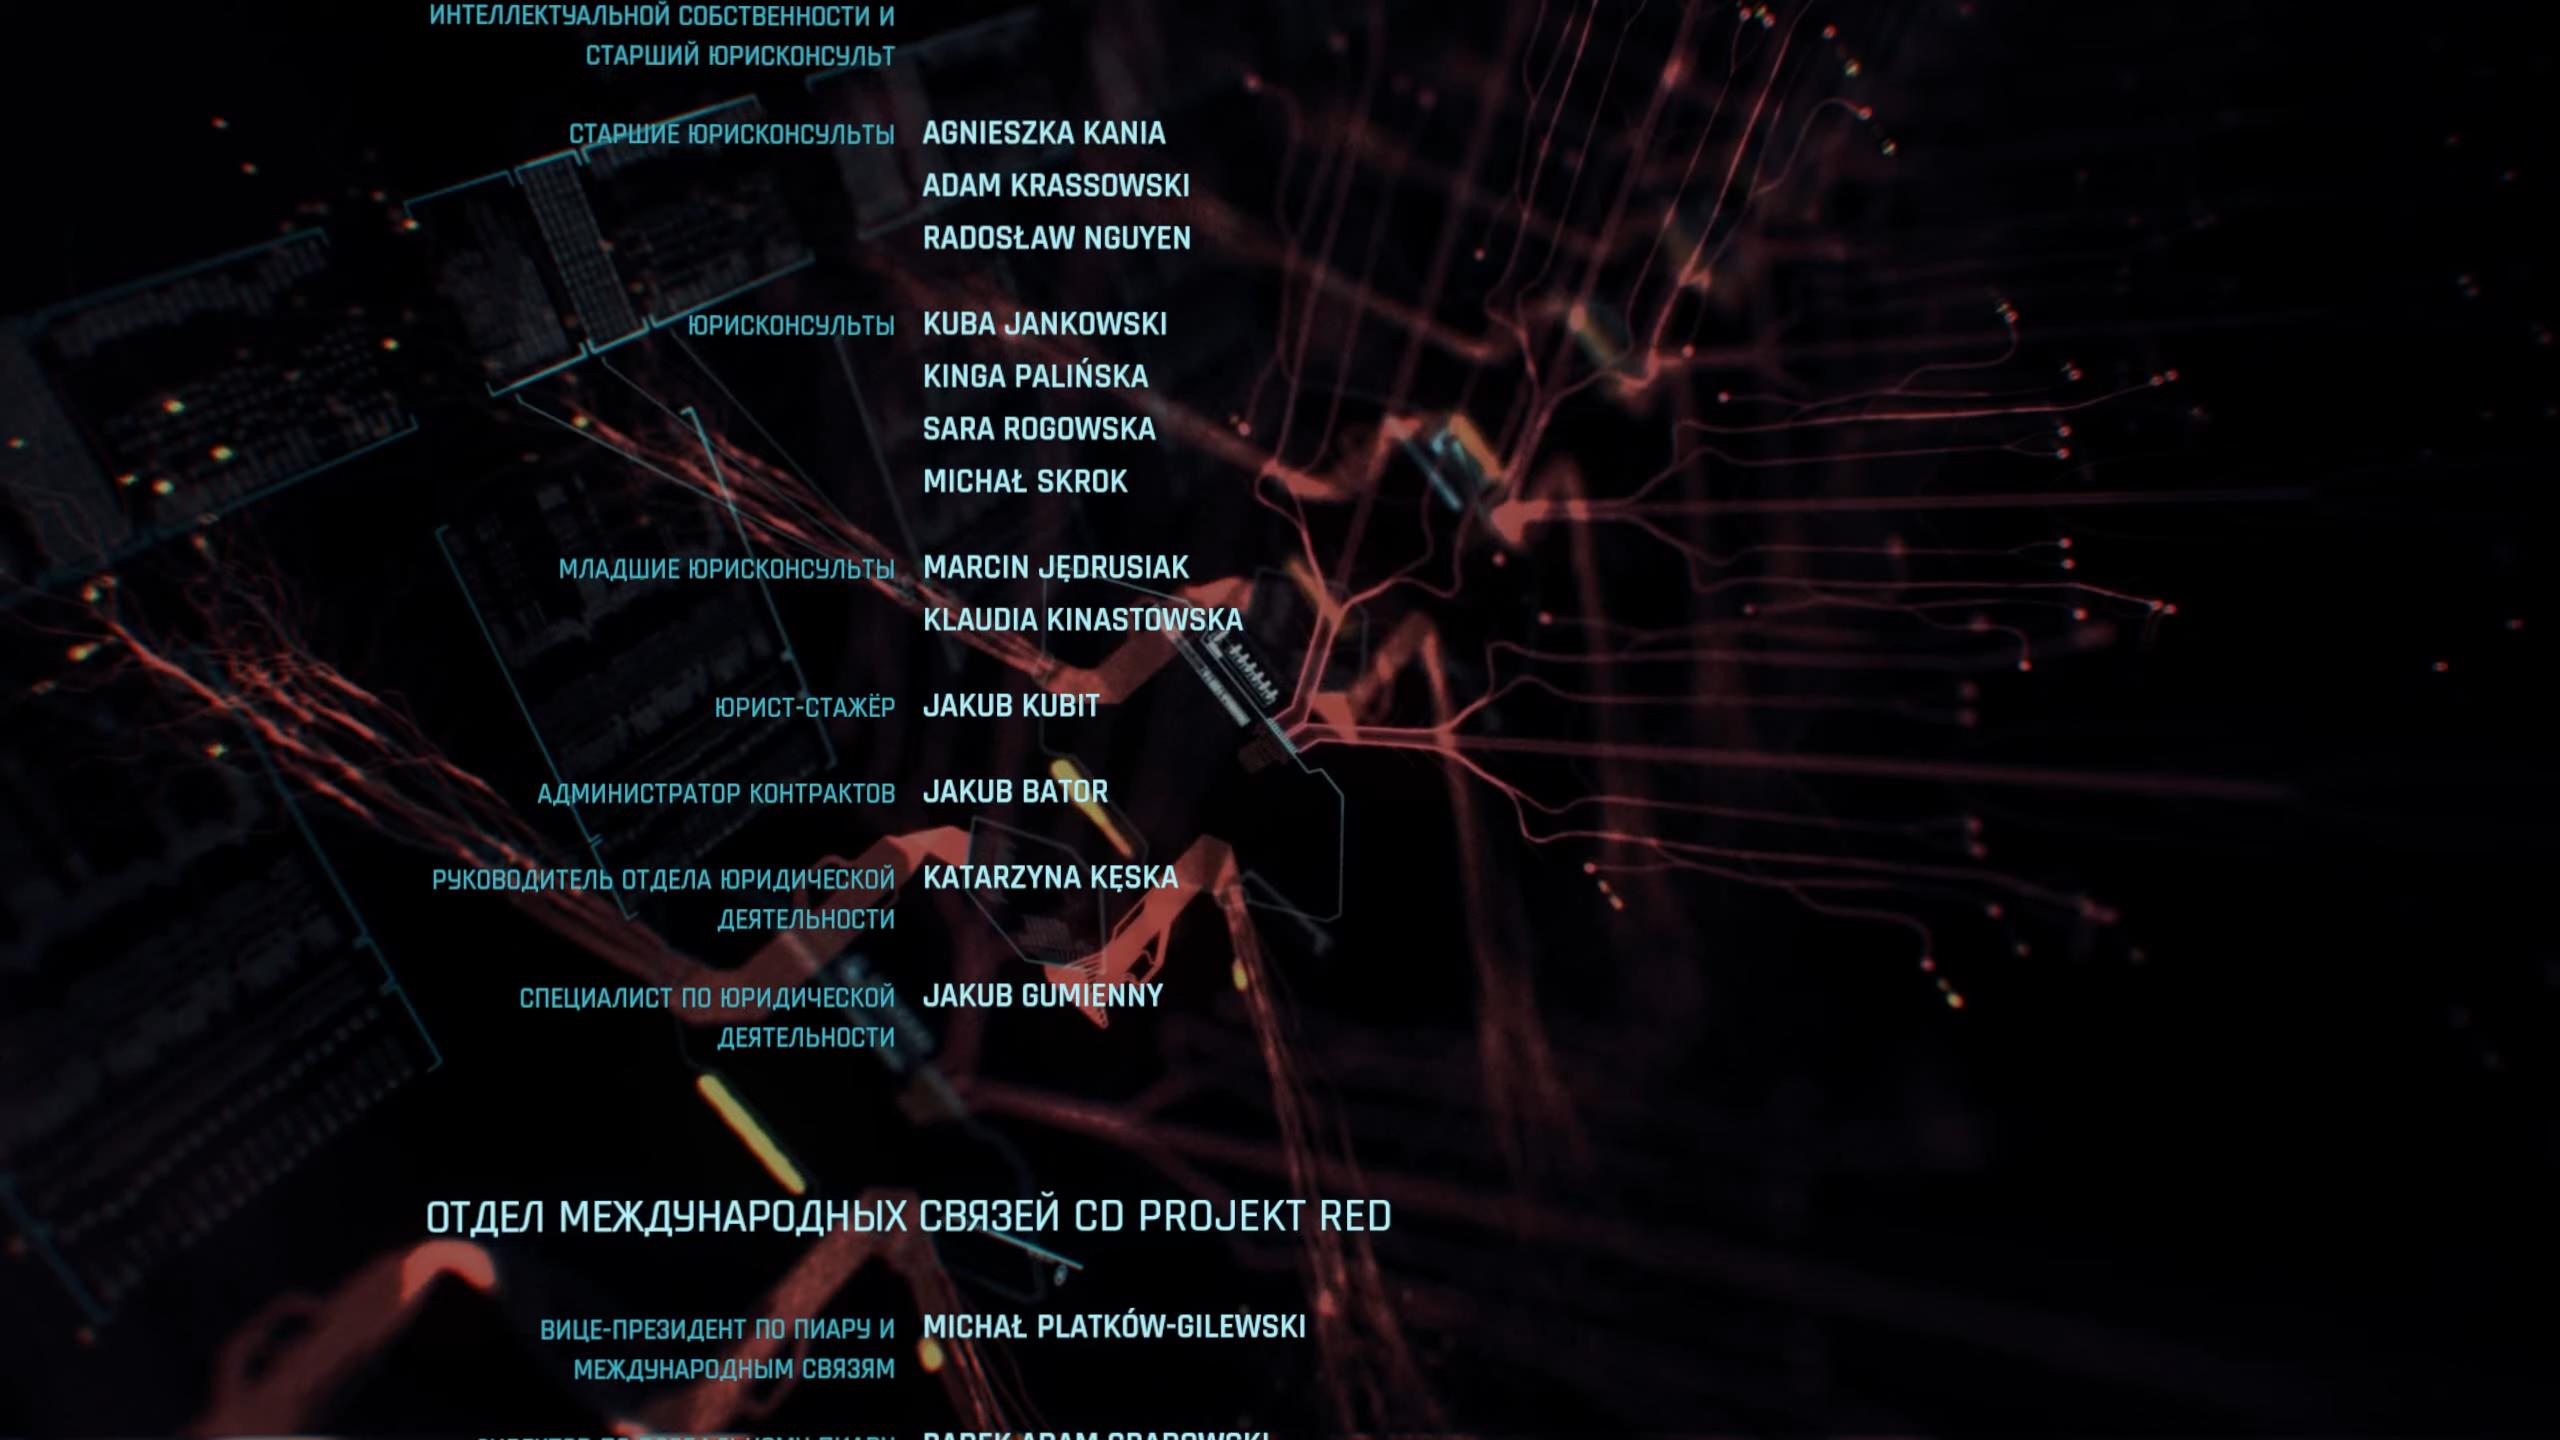 ИНТЕЛЛЕКТУАЛЬНОЙ СОБСТВЕННОСТИ И
СТАРШИЙ ЮРИСКОНСУЛЬТ
СТАРШИЕ ЮРИСКОНСУЛЬТЫ AGNIESZKA KANIA
ADAM KRASSOWSKI
RADOSŁAW NGUYEN
ЮРИСКОНСУЛЬТЫ KUBA JANKOWSKI
KINGA PALIŃSKA
SARA ROGOWSKA
MICHAŁ SKROK
МЛАДШИЕ ЮРИСКОНСУЛЬТЫ MARCIN JĘDRUSIAK
KLAUDIA KINASTOWSKA
ЮРИСТ-СТАЖЁР JAKUB KUBIT
АДМИНИСТРАТОР КОНТРАКТОВ JAKUB BATOR
РУКОВОДИТЕЛЬ ОТДЕЛА ЮРИДИЧЕСКОЙ KATARZYNA KĘSKA
ДЕЯТЕЛЬНОСТИ
СПЕЦИАЛИСТ ПО ЮРИДИЧЕСКОЙ JAKUB GUMIENNY
ДЕЯТЕЛЬНОСТИ
ОТДЕЛ МЕЖДУНАРОДНЫХ СВЯЗЕЙ CD PROJEKT RED
ВИЦЕ-ПРЕЗИДЕНТ ПО ПИАРУ И MICHAŁ PLATKÓW-GILEWSKI
МЕЖДУНАРОДНЫМ СВЯЗЯМ